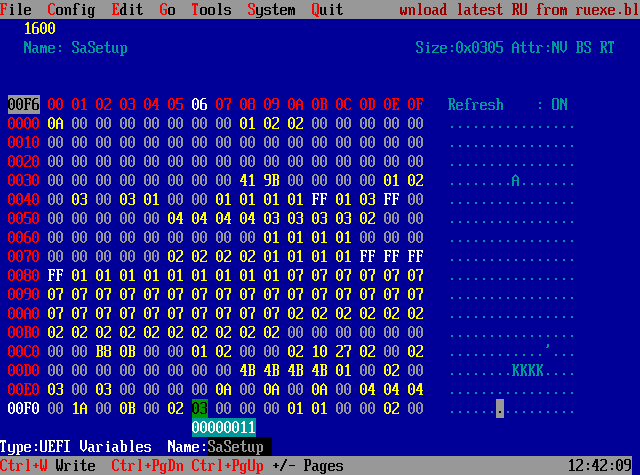 File Config Edit Go Tools System Quit wnload latest RU from ruexe.bl
1600
Name: SaSetup Size:0x0305 Attr:NV BS RT
00F6 00 01 02 03 04 05 06 07 08 09 0A 0B 0C 0D 0E 0F Refresh : ON
0000 0A 00 00 00 00 00 00 00 01 02 02 00 00 00 00 00 ................
0010 00 00 00 00 00 00 00 00 00 00 00 00 00 00 00 00 ................
0020 00 00 00 00 00 00 00 00 00 00 00 00 00 00 00 00 ................
0030 00 00 00 00 00 00 00 00 41 9B 00 00 00 00 01 02 ........A.......
0040 00 03 00 03 01 00 00 01 01 01 01 FF 01 03 FF 00 ................
0050 00 00 00 00 00 04 04 04 04 03 03 03 03 02 00 00 ................
0060 00 00 00 00 00 00 00 00 00 01 01 01 01 00 00 00 ................
0070 00 00 00 00 00 02 02 02 02 01 01 01 01 FF FF FF ................
0080 FF 01 01 01 01 01 01 01 01 01 07 07 07 07 07 07 ................
0090 07 07 07 07 07 07 07 07 07 07 07 07 07 07 07 07 ................
00A0 07 07 07 07 07 07 07 07 07 07 02 02 02 02 02 02 ................
00B0 02 02 02 02 02 02 02 02 02 02 00 00 00 00 00 00 ................
00C0 00 00 B8 0B 00 00 01 02 00 00 02 10 27 02 00 02 ............'...
00D0 00 00 00 00 00 00 00 00 4B 4B 4B 4B 01 00 02 00 ........KKKK....
00E0 03 00 03 00 00 00 00 0A 00 0A 00 0A 00 04 04 04 ................
00F0 00 1A 00 0B 00 02 03 00 00 00 01 01 00 00 02 00 ................
00000011
Type:UEFI Variables Name:SaSetup
Ctrl+W Write Ctrl+PgDn Ctrl+PgUp +/- Pages 12:42:09